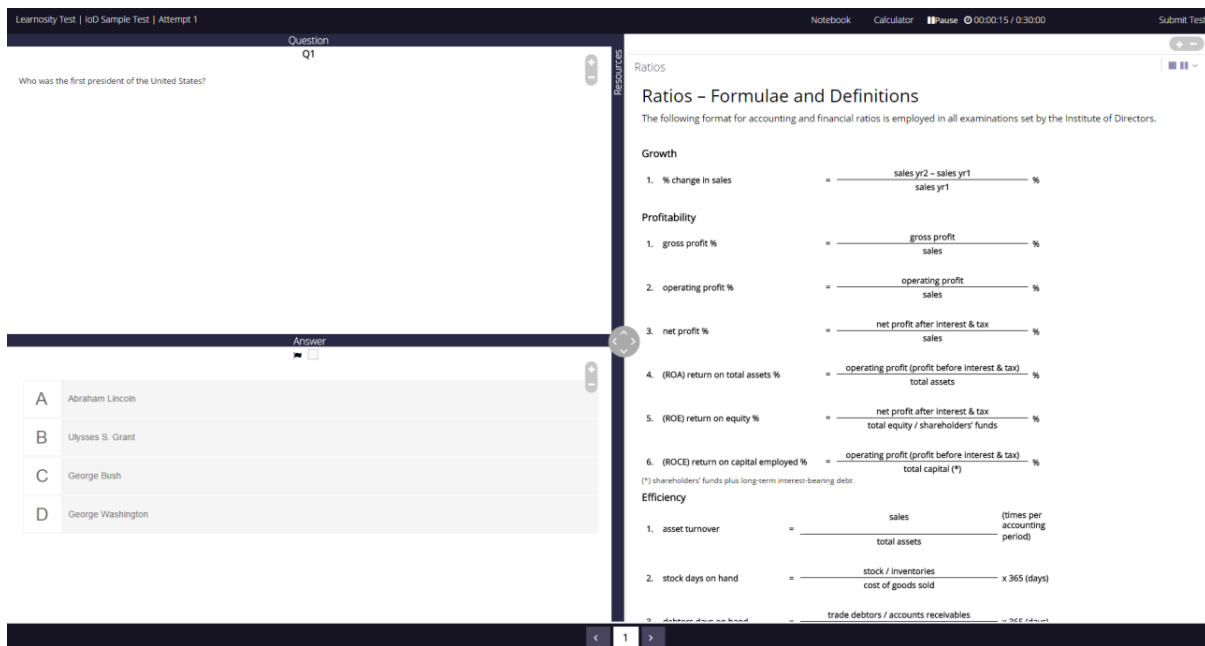 Learnosity Test | IoD Sample Test | Attempt 1
Notebook Calculator Pause 00:00:15 / 0:30:00 Submit Test
Question
Q1
Who was the first president of the United States?
Answer
A Abraham Lincoln
B Ulysses S. Grant
C George Bush
D George Washington
Resources
Ratios
Ratios – Formulae and Definitions
The following format for accounting and financial ratios is employed in all examinations set by the Institute of Directors.
Growth
sales yr2 – sales yr1
1. % change in sales = %
sales yr1
Profitability
gross profit
1. gross profit % = %
sales
operating profit
2. operating profit % = %
sales
net profit after interest & tax
3. net profit % = %
sales
operating profit (profit before interest & tax)
4. (ROA) return on total assets % = %
total assets
net profit after interest & tax
5. (ROE) return on equity % = %
total equity / shareholders' funds
operating profit (profit before interest & tax)
6. (ROCE) return on capital employed % = %
total capital (*)
(*) shareholders' funds plus long-term interest-bearing debt
Efficiency
sales (times per
1. asset turnover = accounting
total assets period)
stock / inventories
2. stock days on hand = x 365 (days)
cost of goods sold
trade debtors / accounts receivables
3. debtors days on hand = x 365 (days)
< 1 >